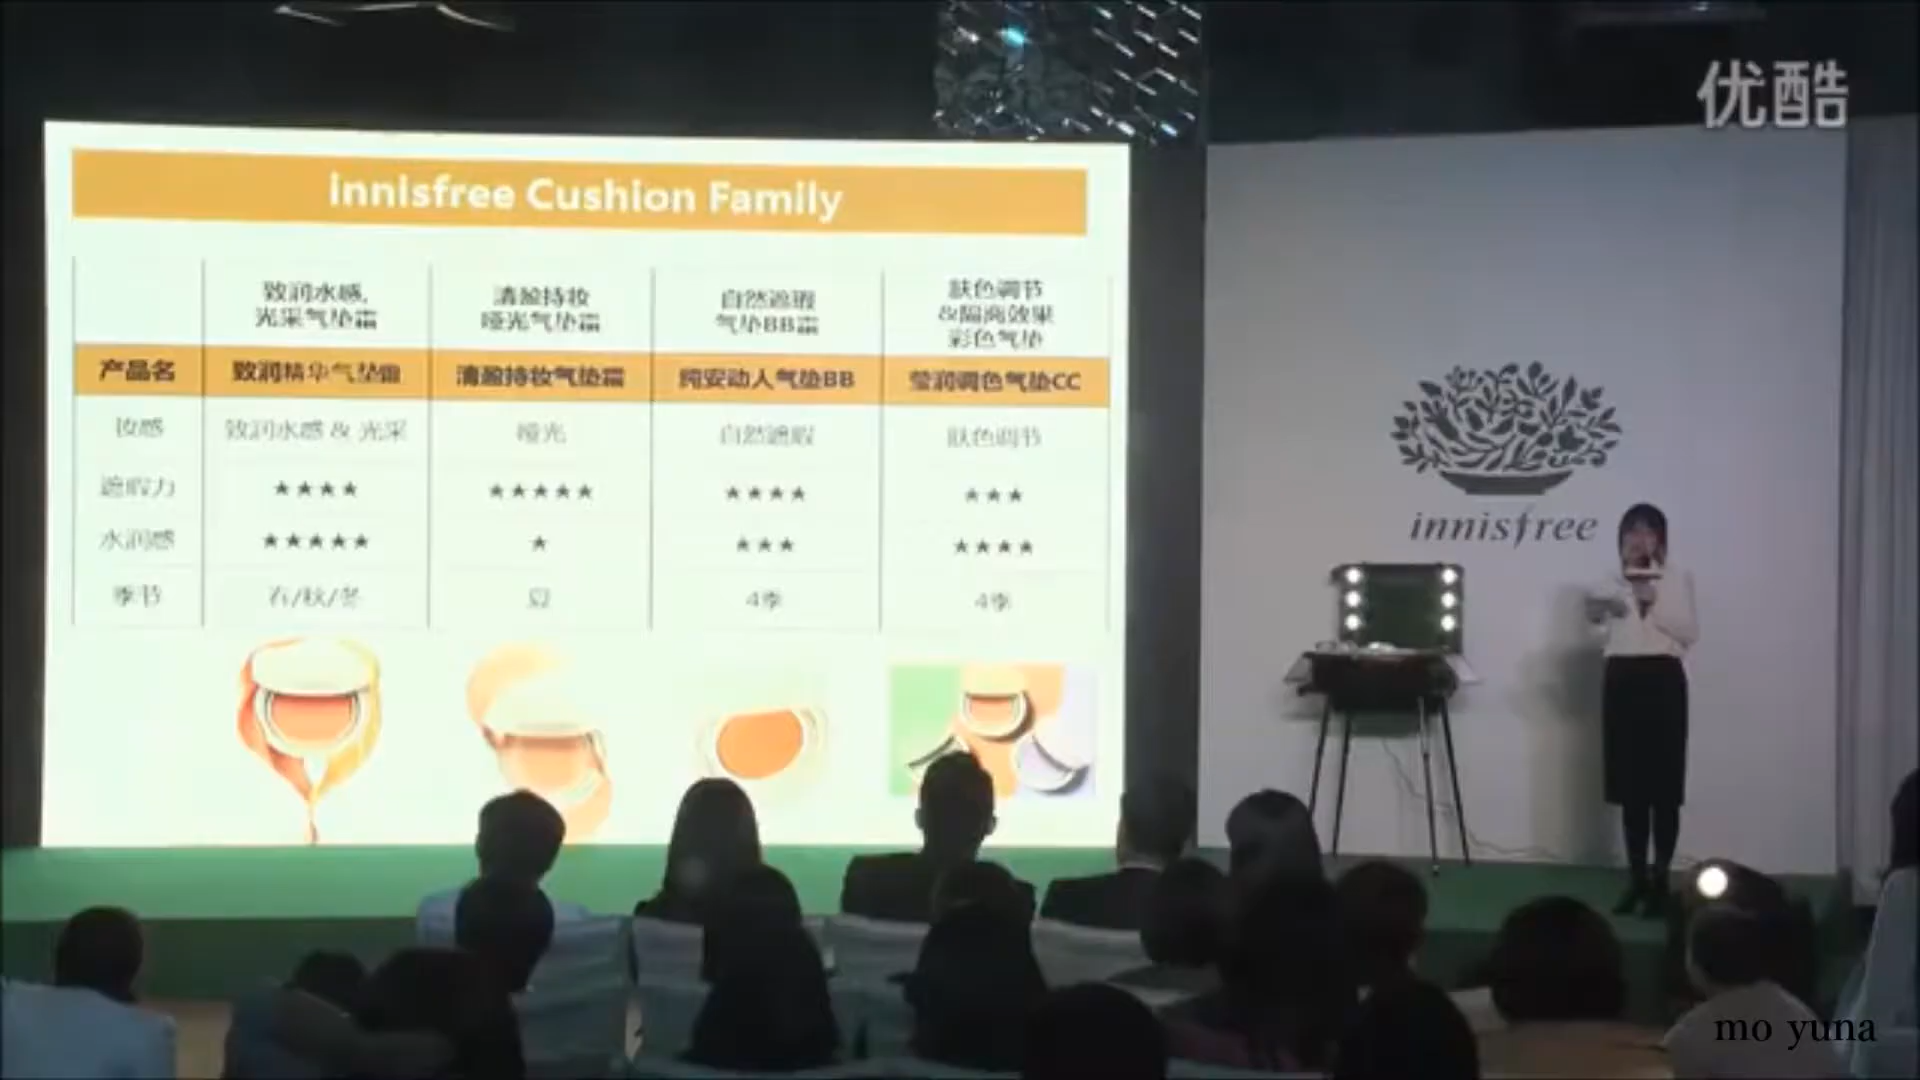 优酷
innisfree Cushion Family
致润水感,
光采气垫霜
清盈持妆
哑光气垫霜
自然遮瑕
气垫BB霜
肤色调节
&隔离效果
彩色气垫
产品名 致润精华气垫霜 清盈持妆气垫霜 纯安动人气垫BB 莹润调色气垫CC
妆感 致润水感 & 光采 哑光 自然遮瑕 肤色调节
遮瑕力 ★★★★ ★★★★★ ★★★★ ★★★
水润感 ★★★★★ ★ ★★★ ★★★★
季节 春/秋/冬 夏 4季 4季
innisfree
mo yuna